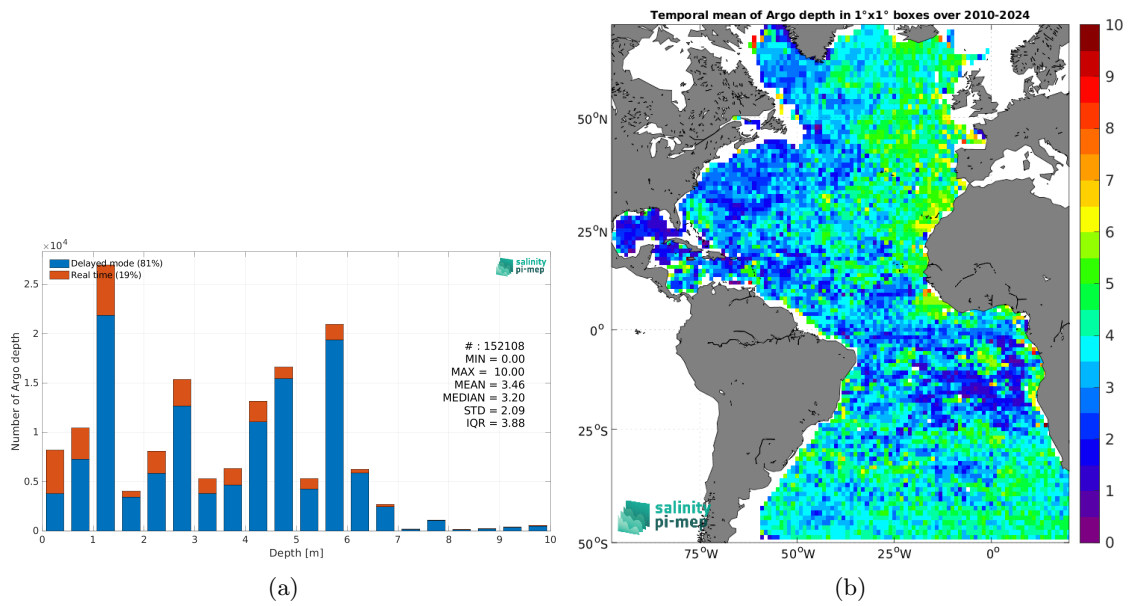 ×10⁴
Delayed mode (81%)
Real time (19%)
salinity
pi-mep
2.5
2
1.5
1
0.5
0
Number of Argo depth
# : 152108
MIN = 0.00
MAX = 10.00
MEAN = 3.46
MEDIAN = 3.20
STD = 2.09
IQR = 3.88
0 1 2 3 4 5 6 7 8 9 10
Depth [m]
(a)
Temporal mean of Argo depth in 1°x1° boxes over 2010-2024
50°N
25°N
0°
25°S
50°S
75°W 50°W 25°W 0°
salinity
pi-mep
10
9
8
7
6
5
4
3
2
1
0
(b)